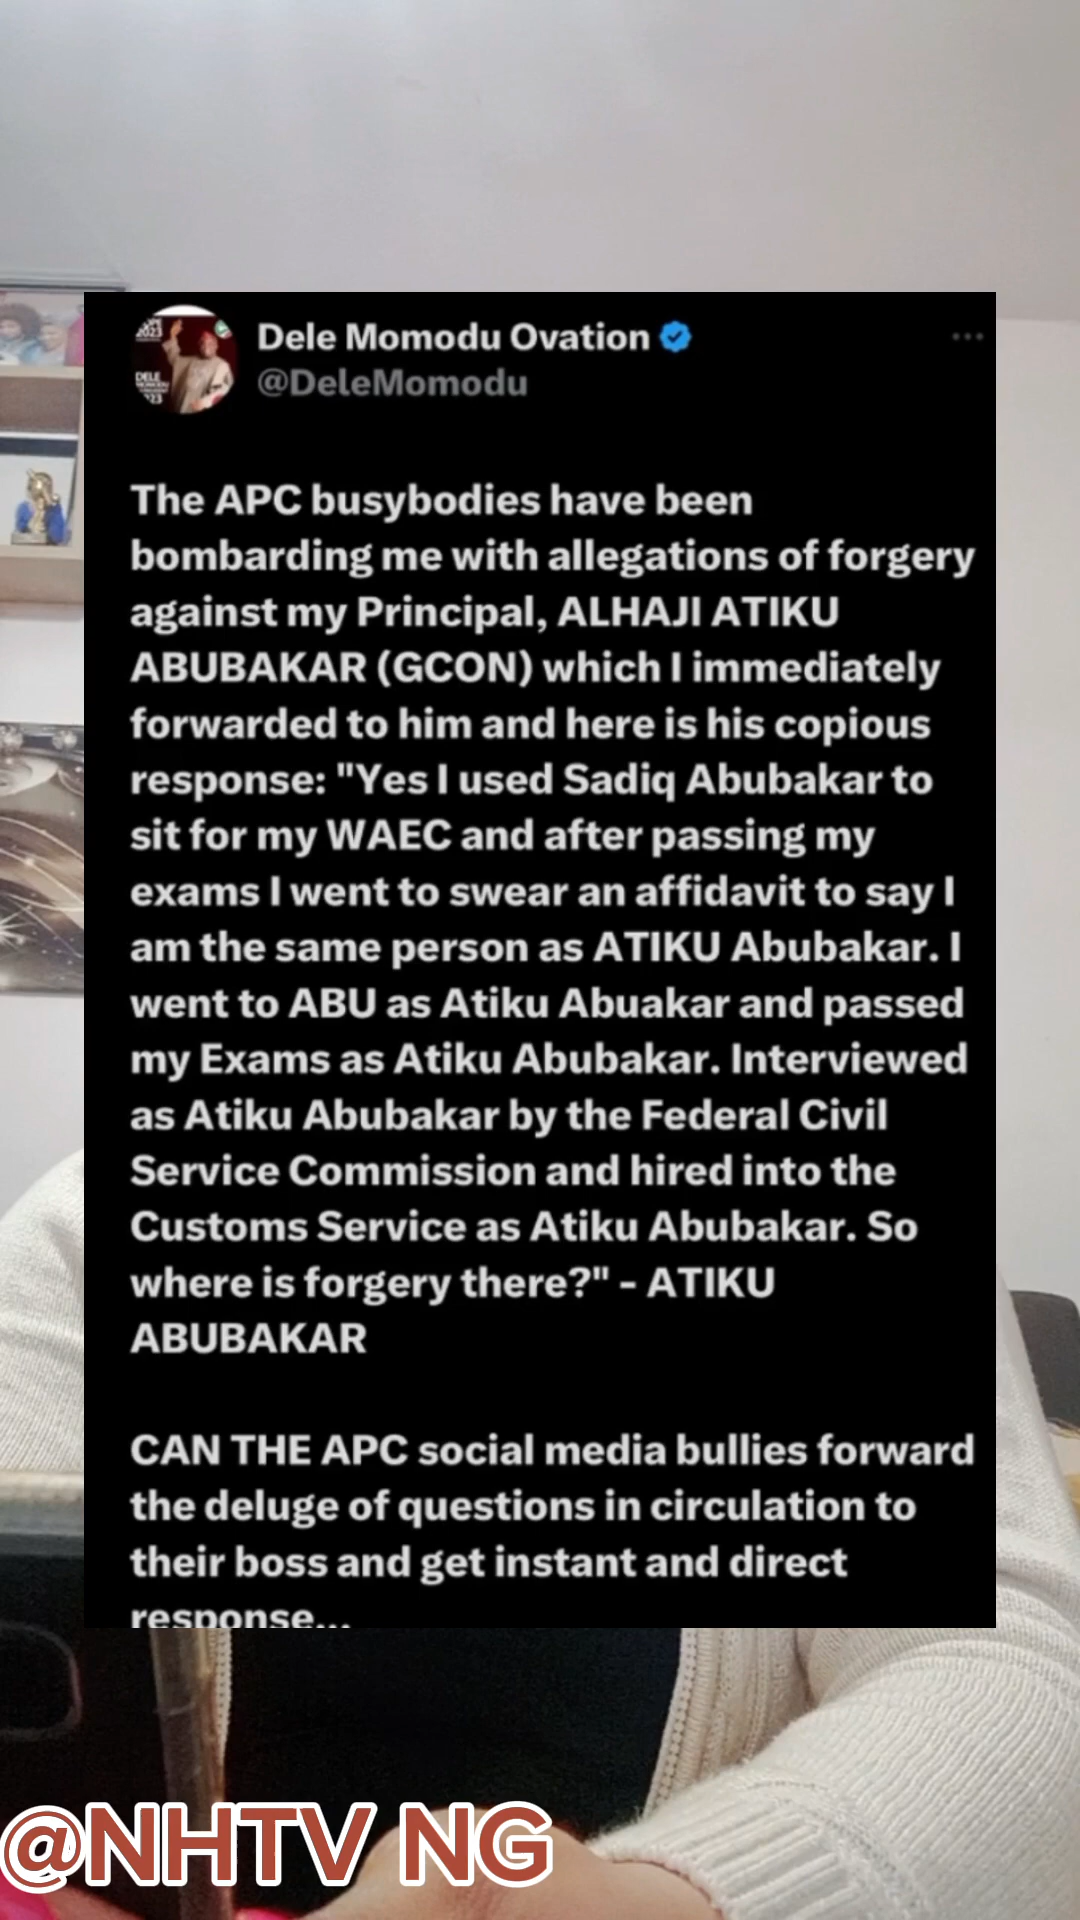 Dele Momodu Ovation
@DeleMomodu
The APC busybodies have been
bombarding me with allegations of forgery
against my Principal, ALHAJI ATIKU
ABUBAKAR (GCON) which I immediately
forwarded to him and here is his copious
response: "Yes I used Sadiq Abubakar to
sit for my WAEC and after passing my
exams I went to swear an affidavit to say I
am the same person as ATIKU Abubakar. I
went to ABU as Atiku Abuakar and passed
my Exams as Atiku Abubakar. Interviewed
as Atiku Abubakar by the Federal Civil
Service Commission and hired into the
Customs Service as Atiku Abubakar. So
where is forgery there?" - ATIKU
ABUBAKAR
CAN THE APC social media bullies forward
the deluge of questions in circulation to
their boss and get instant and direct
response...
@NHTV NG